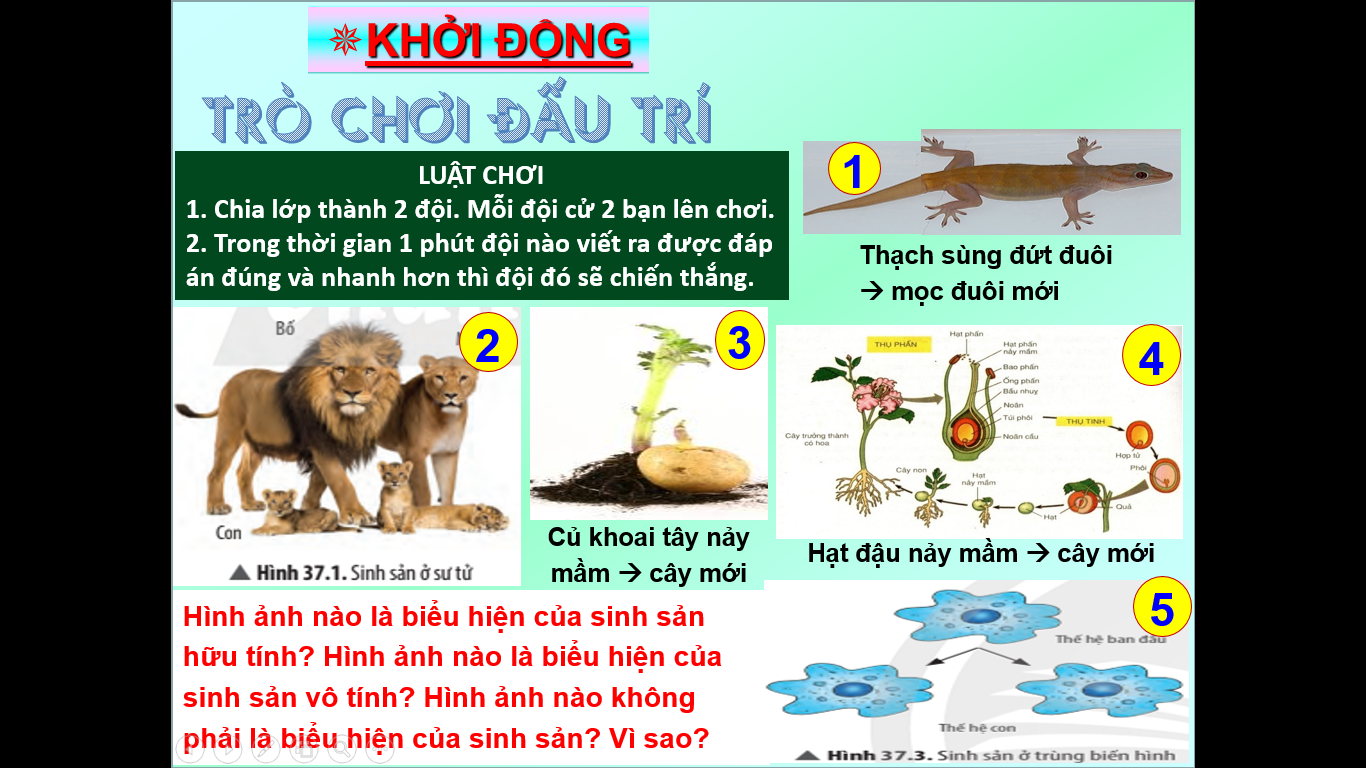 KHỞI ĐỘNG
TRÒ CHƠI ĐẤU TRÍ
LUẬT CHƠI
1. Chia lớp thành 2 đội. Mỗi đội cử 2 bạn lên chơi.
2. Trong thời gian 1 phút đội nào viết ra được đáp
án đúng và nhanh hơn thì đội đó sẽ chiến thắng.
1
Thạch sùng đứt đuôi
→ mọc đuôi mới
2
Bố
Con
▲ Hình 37.1. Sinh sản ở sư tử
3
Củ khoai tây nảy
mầm → cây mới
4
THỤ PHẤN
Hạt phấn
Hạt phấn
nảy mầm
Bao phấn
Ống phấn
Bầu nhuỵ
Noãn
Túi phôi
Noãn cầu
THỤ TINH
Hợp tử
Phôi
Quả
Hạt
Hạt
nảy mầm
Cây non
Cây trưởng thành
có hoa
Hạt đậu nảy mầm → cây mới
Hình ảnh nào là biểu hiện của sinh sản
hữu tính? Hình ảnh nào là biểu hiện của
sinh sản vô tính? Hình ảnh nào không
phải là biểu hiện của sinh sản? Vì sao?
5
Thế hệ ban đầu
Thế hệ con
▲ Hình 37.3. Sinh sản ở trùng biến hình